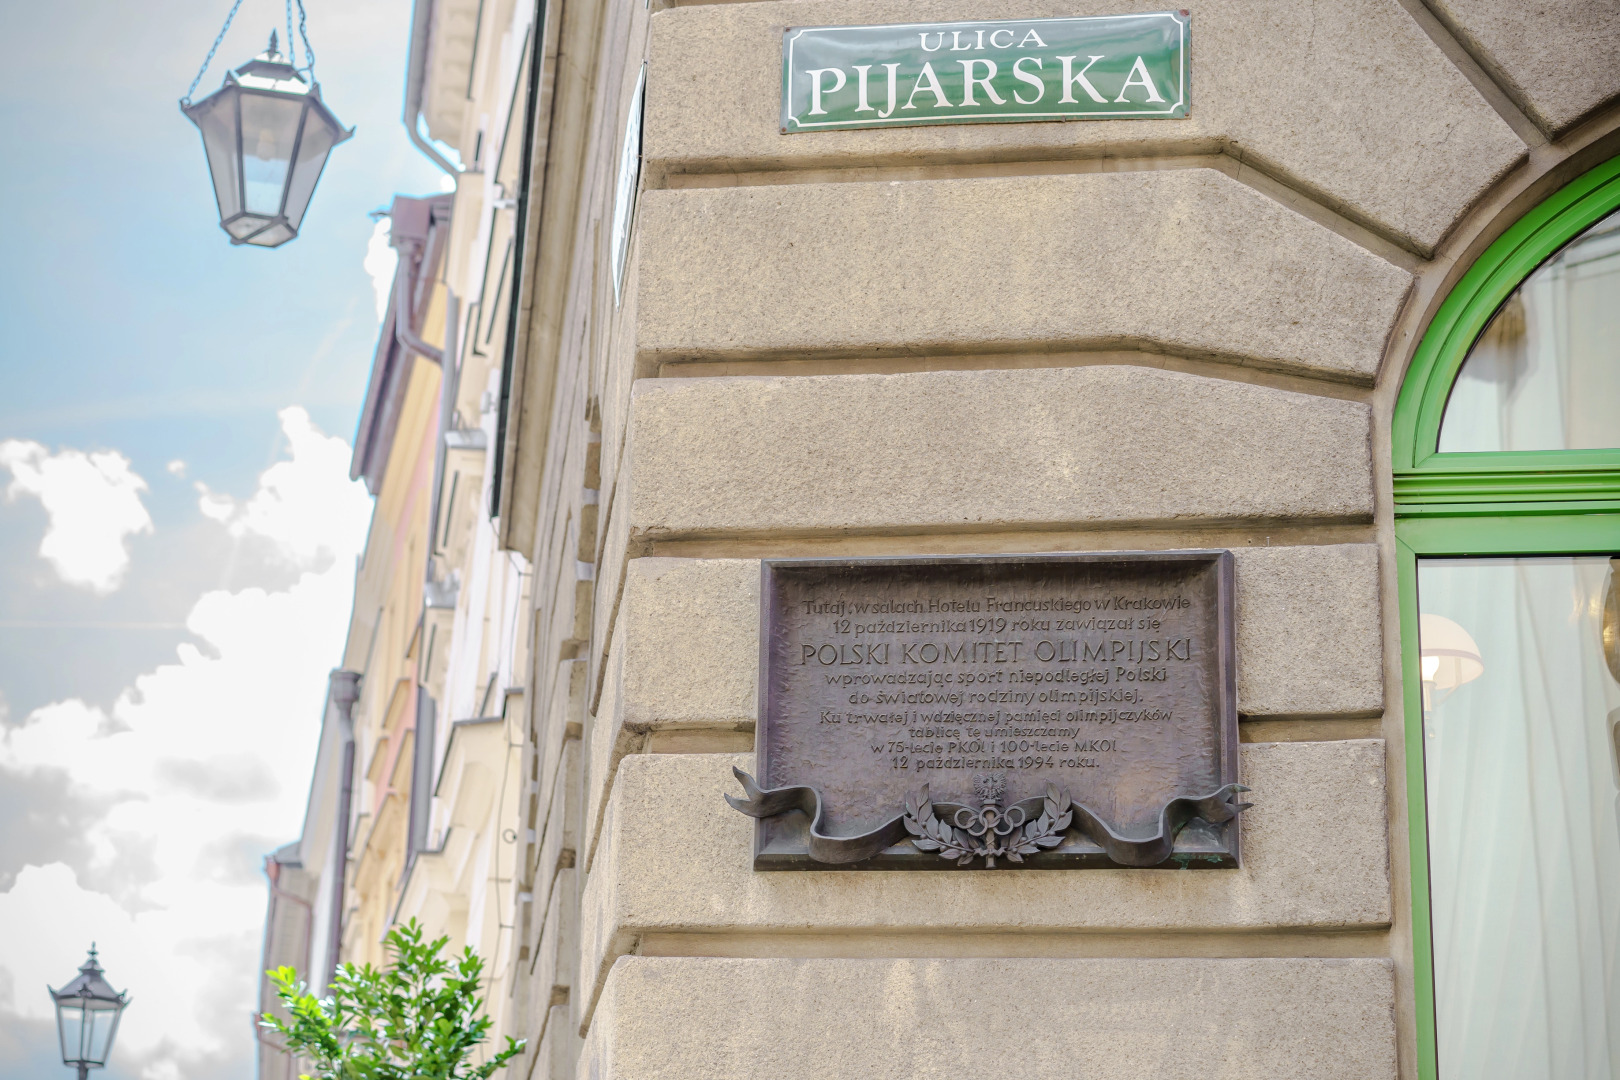 ULICA
PIJARSKA
Tutaj, w salach Hotelu Francuskiego w Krakowie
12 października 1919 roku zawiązał się
POLSKI KOMITET OLIMPIJSKI
wprowadzając sport niepodległej Polski
do światowej rodziny olimpijskiej.
Ku trwałej i wdzięcznej pamięci olimpijczyków
tablicę tę umieszczamy
w 75-lecie PKOl i 100-lecie MKOl
12 października 1994 roku.